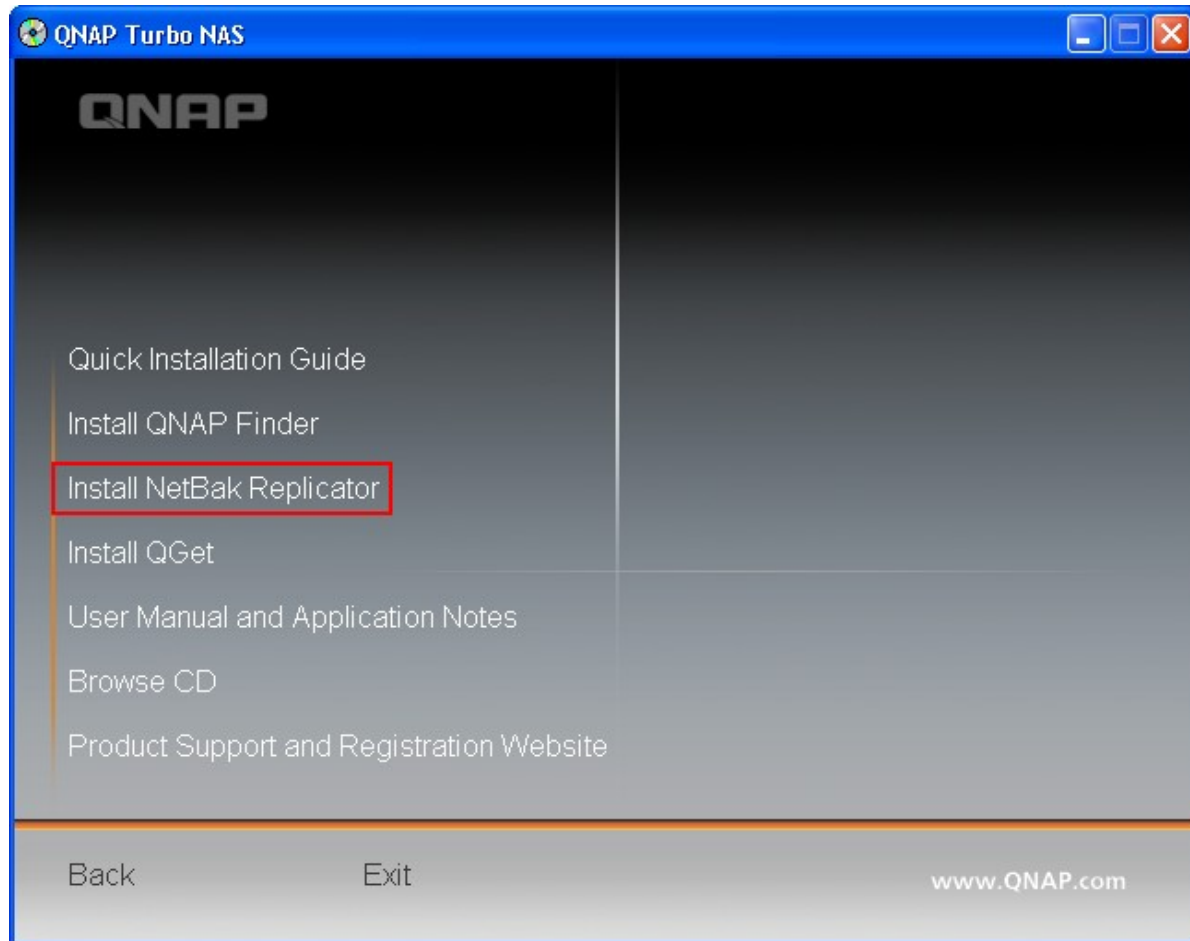 QNAP Turbo NAS
QNAP
Quick Installation Guide
Install QNAP Finder
Install NetBak Replicator
Install QGet
User Manual and Application Notes
Browse CD
Product Support and Registration Website
Back
Exit
www.QNAP.com